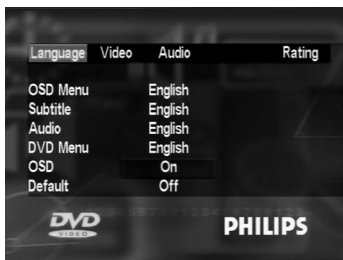 Language Video Audio Rating
OSD Menu English
Subtitle English
Audio English
DVD Menu English
OSD On
Default Off
DVD
VIDEO
PHILIPS